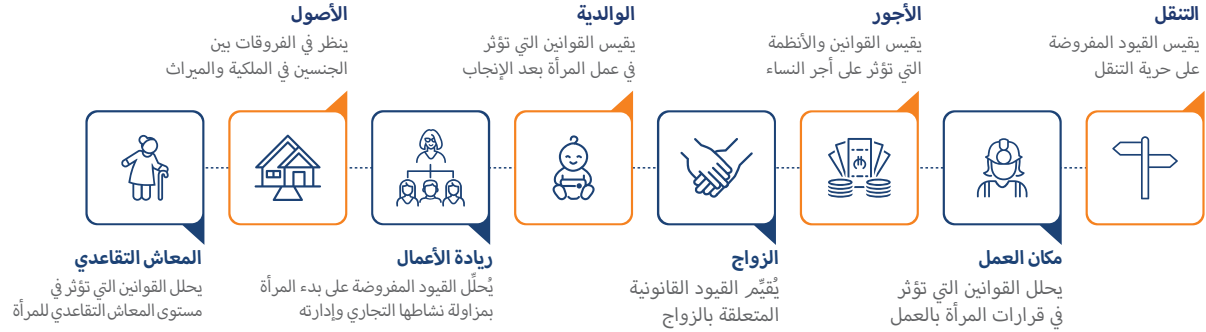 التنقل
يقيس القيود المفروضة
على حرية التنقل
مكان العمل
يحلل القوانين التي تؤثر
في قرارات المرأة بالعمل
الأجور
يقيس القوانين والأنظمة
التي تؤثر على أجر النساء
الزواج
يُقيِّم القيود القانونية
المتعلقة بالزواج
الوالدية
يقيس القوانين التي تؤثر
في عمل المرأة بعد الإنجاب
ريادة الأعمال
يُحلِّل القيود المفروضة على بدء المرأة
بمزاولة نشاطها التجاري وإدارته
الأصول
ينظر في الفروقات بين
الجنسين في الملكية والميراث
المعاش التقاعدي
يحلل القوانين التي تؤثر في
مستوى المعاش التقاعدي للمرأة